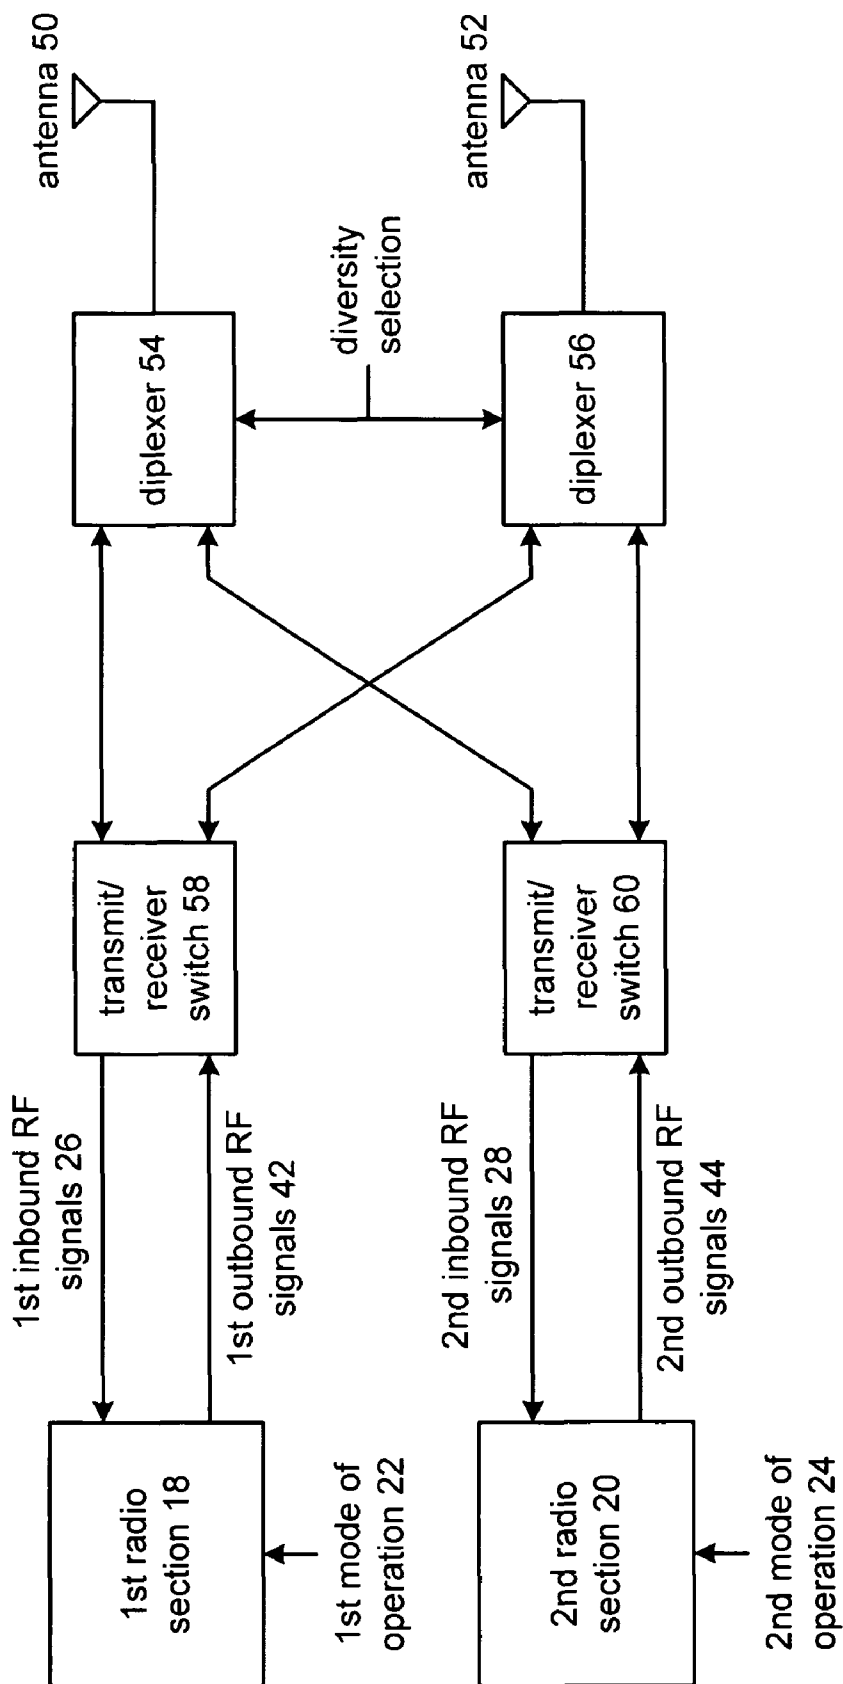 antenna 50
antenna 52
diversity
selection
diplexer 54
diplexer 56
transmit/
receiver
switch 58
transmit/
receiver
switch 60
1st inbound RF
signals 26
1st outbound RF
signals 42
2nd inbound RF
signals 28
2nd outbound RF
signals 44
1st radio
section 18
2nd radio
section 20
1st mode of
operation 22
2nd mode of
operation 24